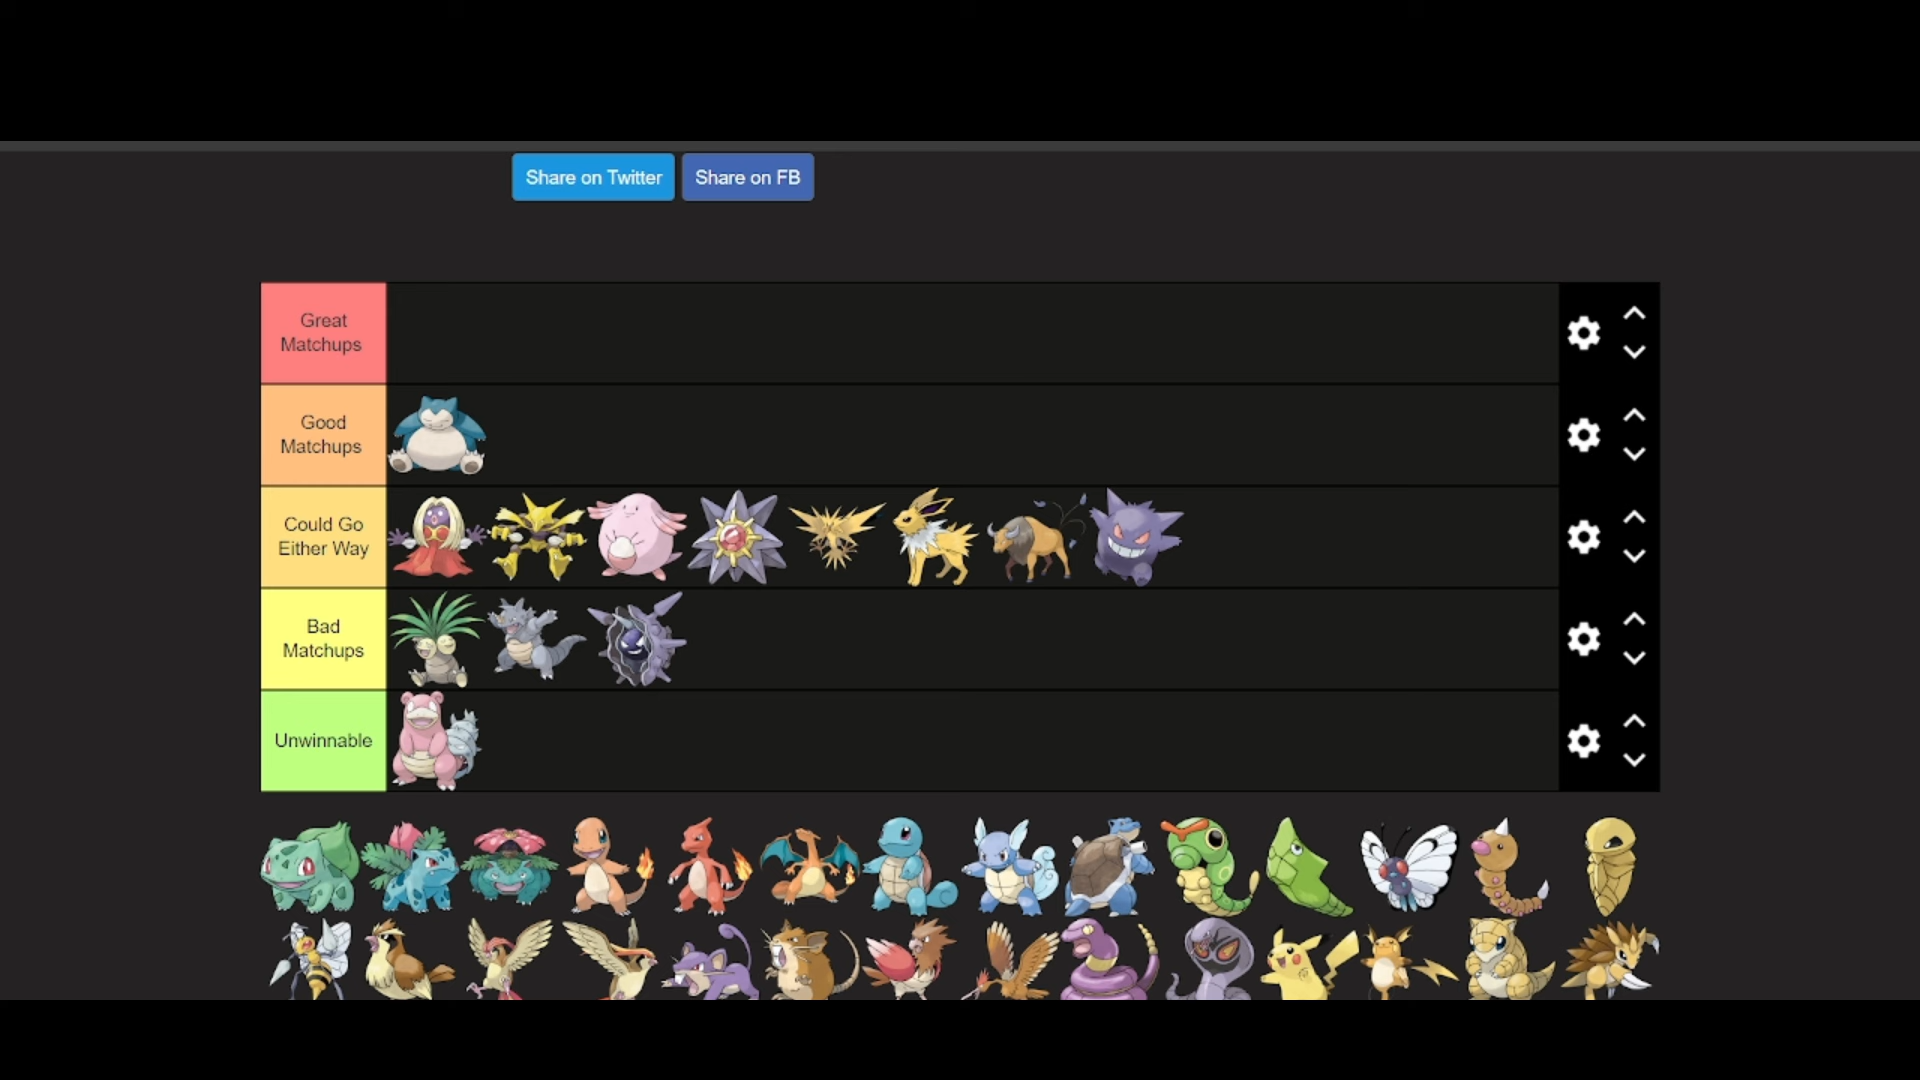 Share on Twitter
Share on FB
Great
Matchups
Good
Matchups
Could Go
Either Way
Bad
Matchups
Unwinnable